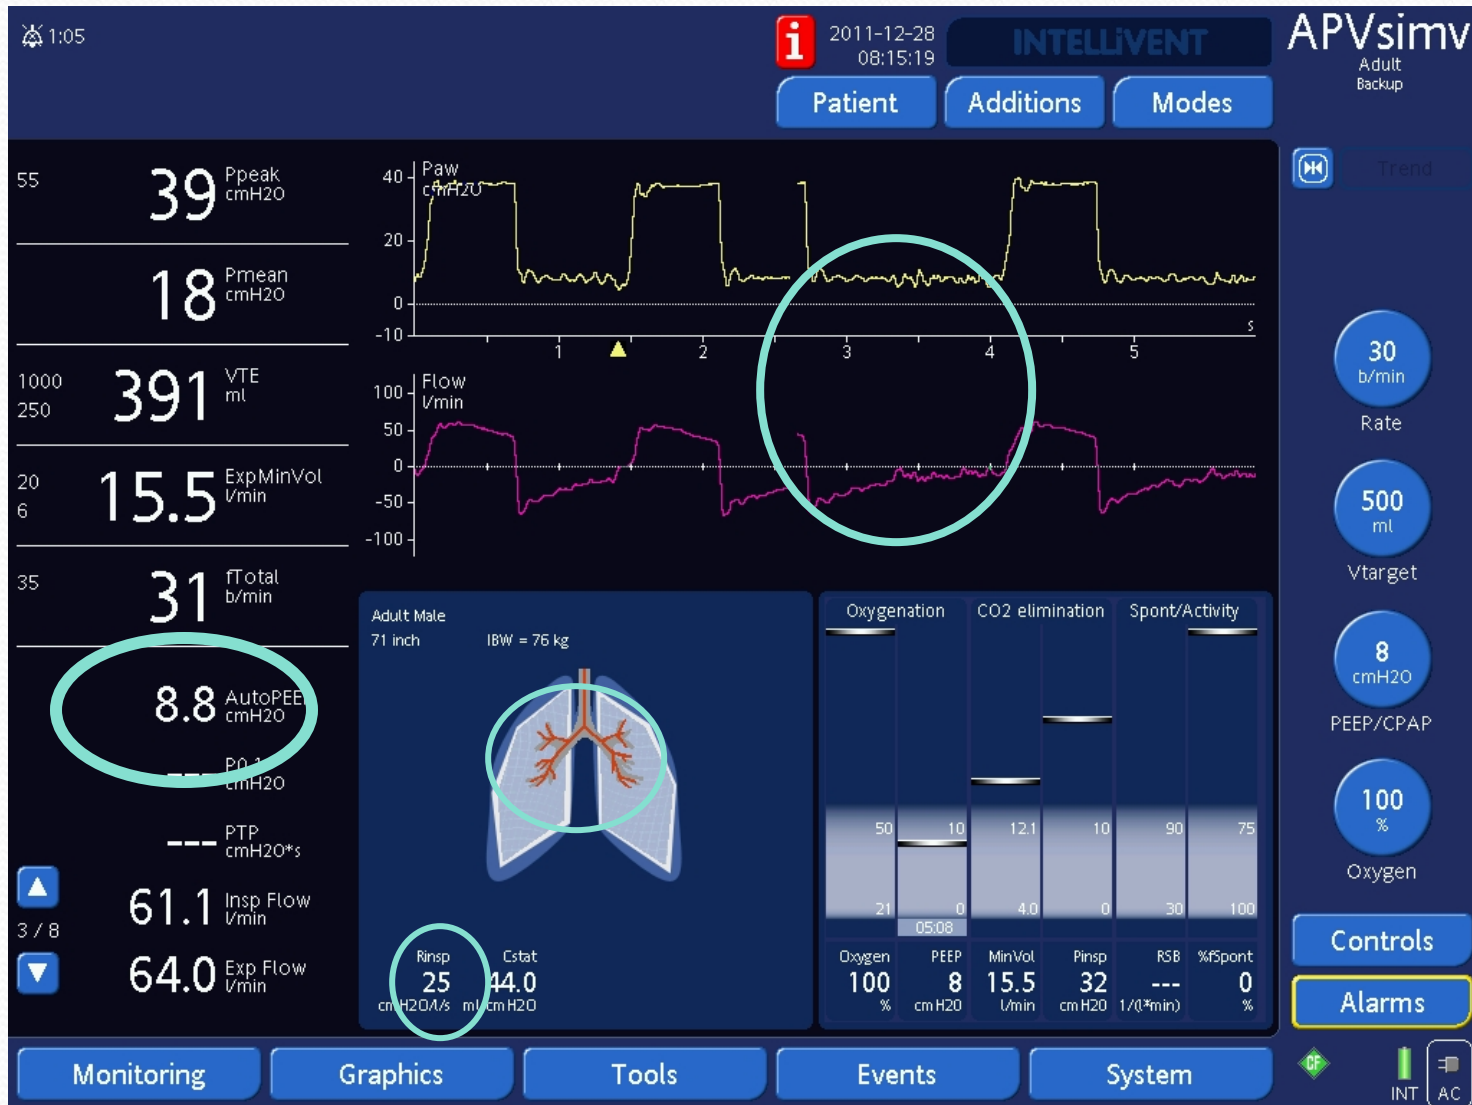 1:05
i
2011-12-28
08:15:19
INTELLiVENT
APVsimv
Adult
Backup
Patient
Additions
Modes
55
39
Ppeak
cmH2O
18
Pmean
cmH2O
1000
250
391
VTE
ml
20
6
15.5
ExpMinVol
l/min
35
31
fTotal
b/min
8.8
AutoPEEP
cmH2O
---
P0.1
cmH2O
---
PTP
cmH2O*s
3 / 8
61.1
Insp Flow
l/min
64.0
Exp Flow
l/min
Paw
cmH2O
40
20
0
-10
1
2
3
4
5
s
Flow
l/min
100
50
0
-50
-100
Adult Male
71 inch
IBW = 76 kg
Rinsp
25
cmH2O/l/s
Cstat
44.0
ml/cmH2O
Oxygenation
CO2 elimination
Spont/Activity
50
10
12.1
10
90
75
21
0
4.0
0
30
100
05:08
Oxygen
PEEP
MinVol
Pinsp
RSB
%fSpont
100
8
15.5
32
---
0
%
cmH2O
l/min
cmH2O
1/(l*min)
%
Trend
30
b/min
Rate
500
ml
Vtarget
8
cmH2O
PEEP/CPAP
100
%
Oxygen
Controls
Alarms
Monitoring
Graphics
Tools
Events
System
CF
INT
AC